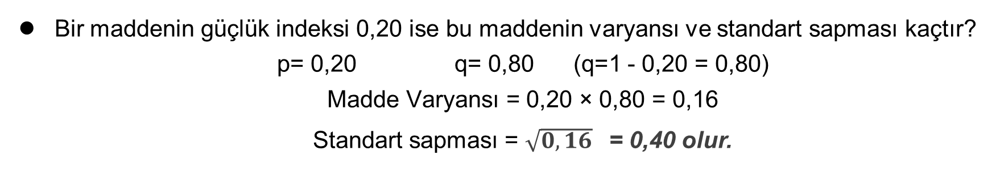 ● Bir maddenin güçlük indeksi 0,20 ise bu maddenin varyansı ve standart sapması kaçtır?
p= 0,20 q= 0,80 (q=1 - 0,20 = 0,80)
Madde Varyansı = 0,20 × 0,80 = 0,16
Standart sapması = √0,16 = 0,40 olur.